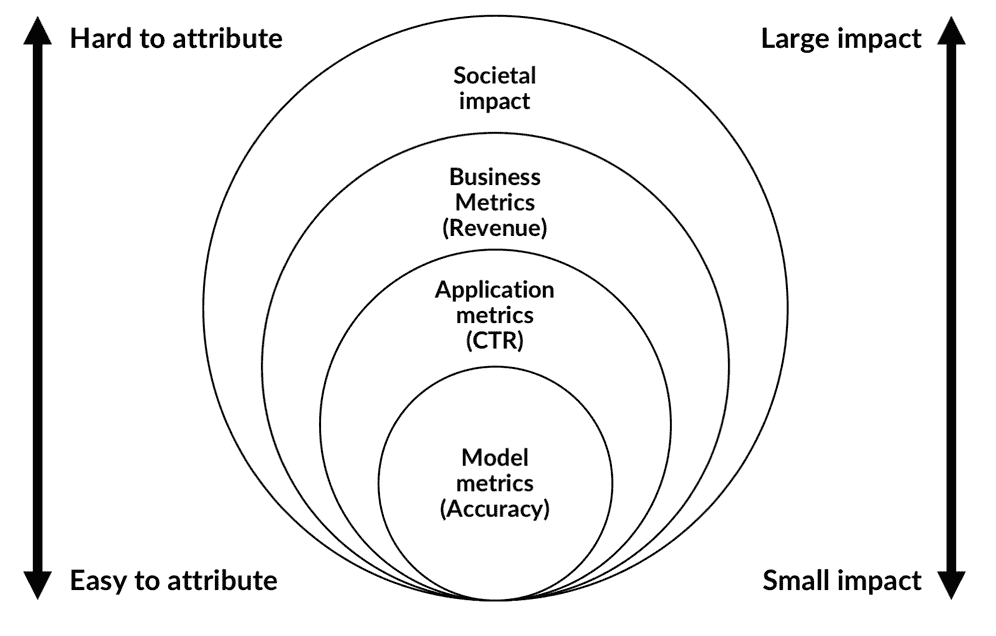 Hard to attribute
Large impact
Societal
impact
Business
Metrics
(Revenue)
Application
metrics
(CTR)
Model
metrics
(Accuracy)
Easy to attribute
Small impact